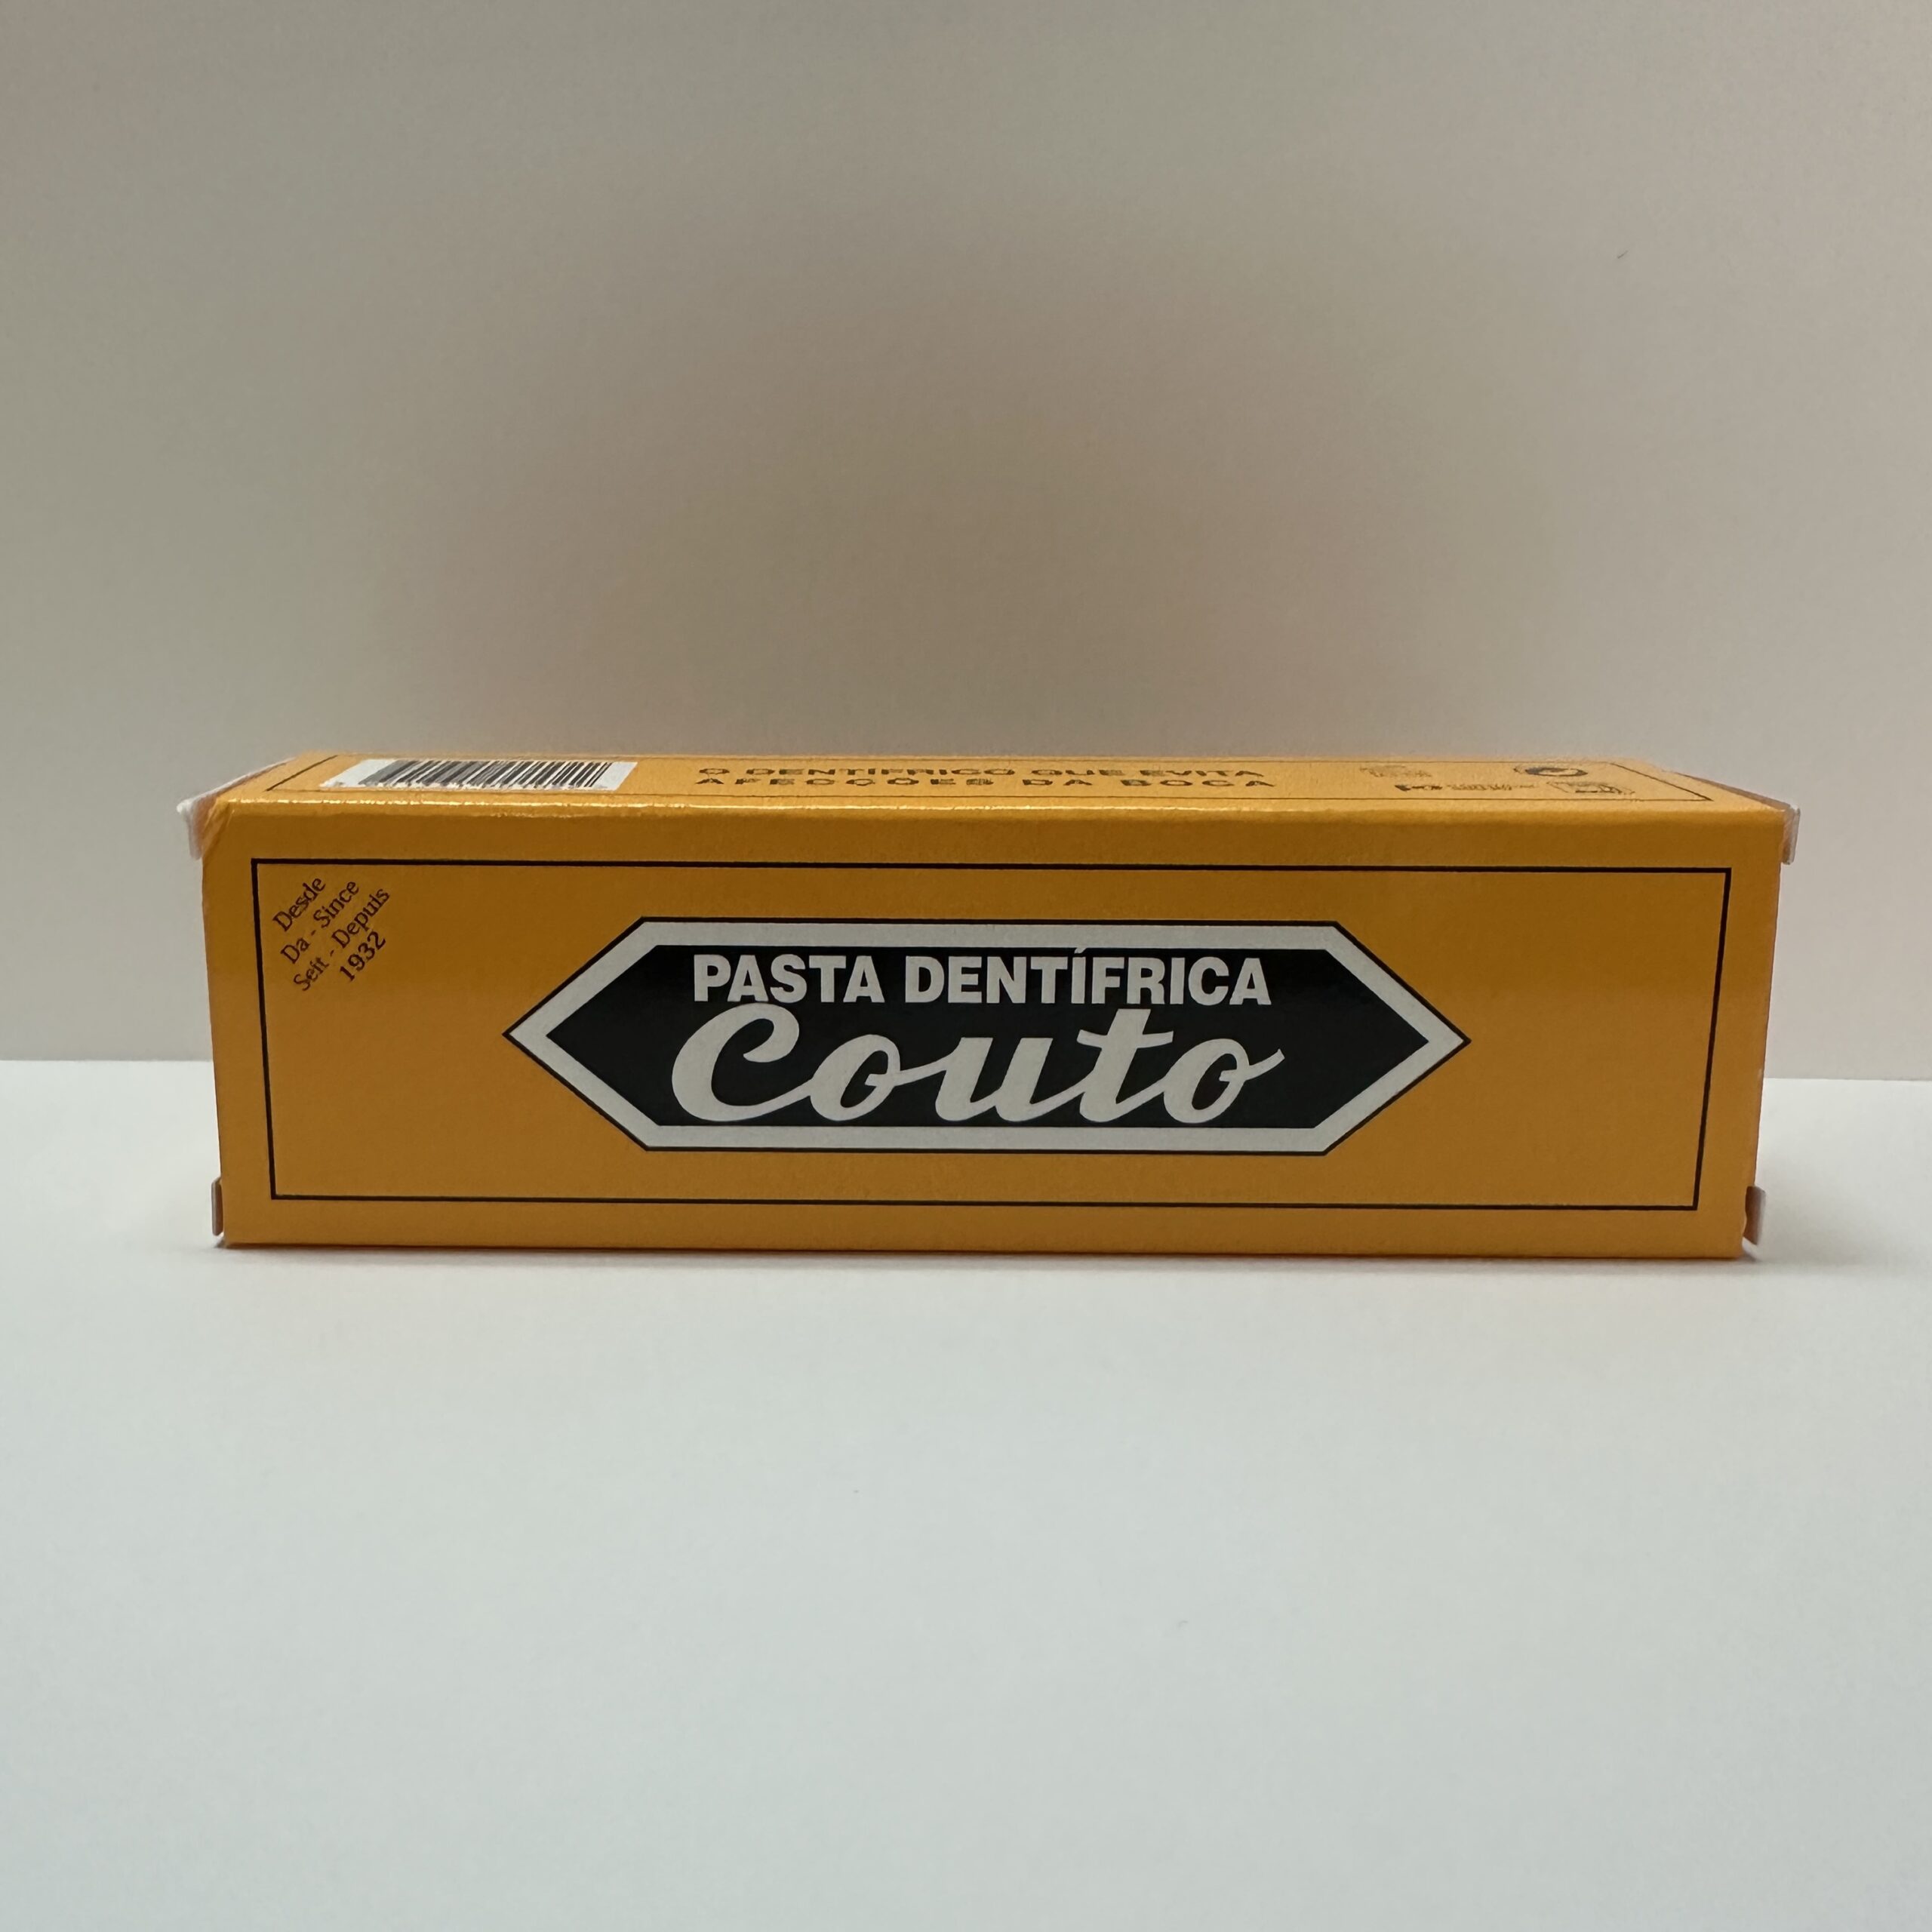 O DENTÍFRICO QUE EVITA
AFECÇÕES DA BOCA
Desde
Da - Since
Seit - Depuis
1932
PASTA DENTÍFRICA
Couto